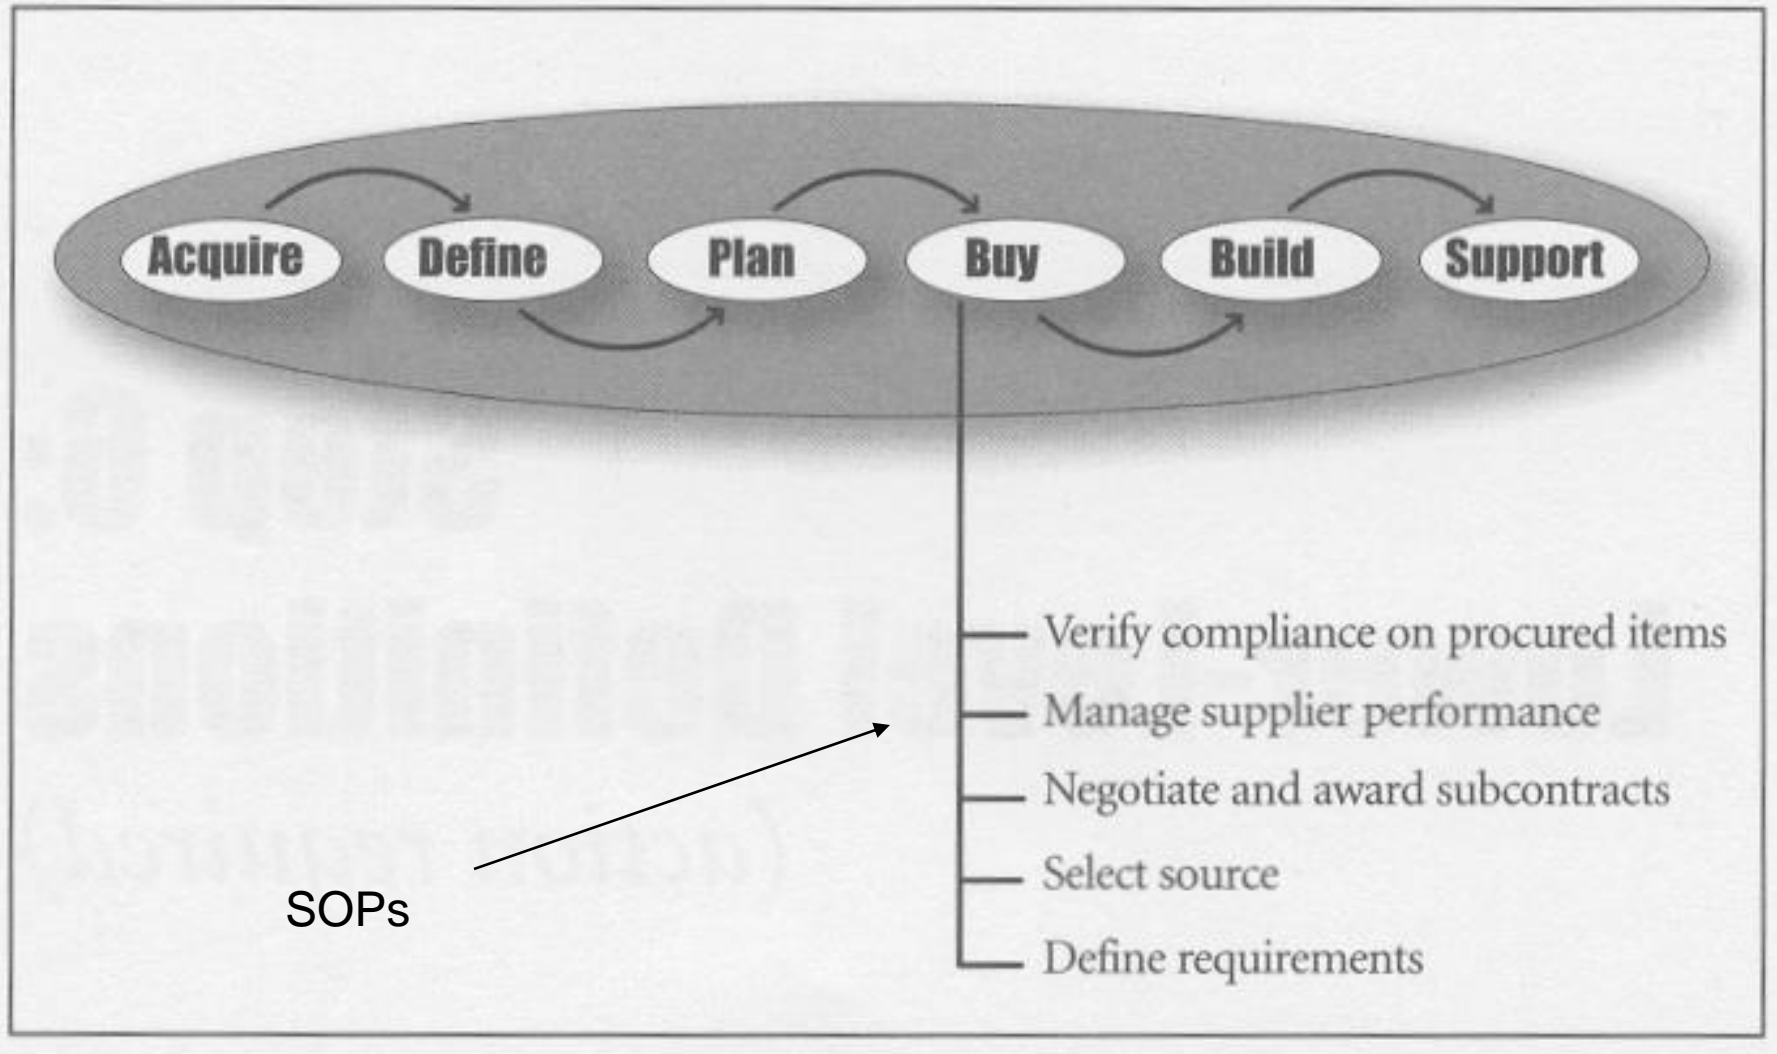 Acquire
Define
Plan
Buy
Build
Support
Verify compliance on procured items
Manage supplier performance
Negotiate and award subcontracts
Select source
Define requirements
SOPs